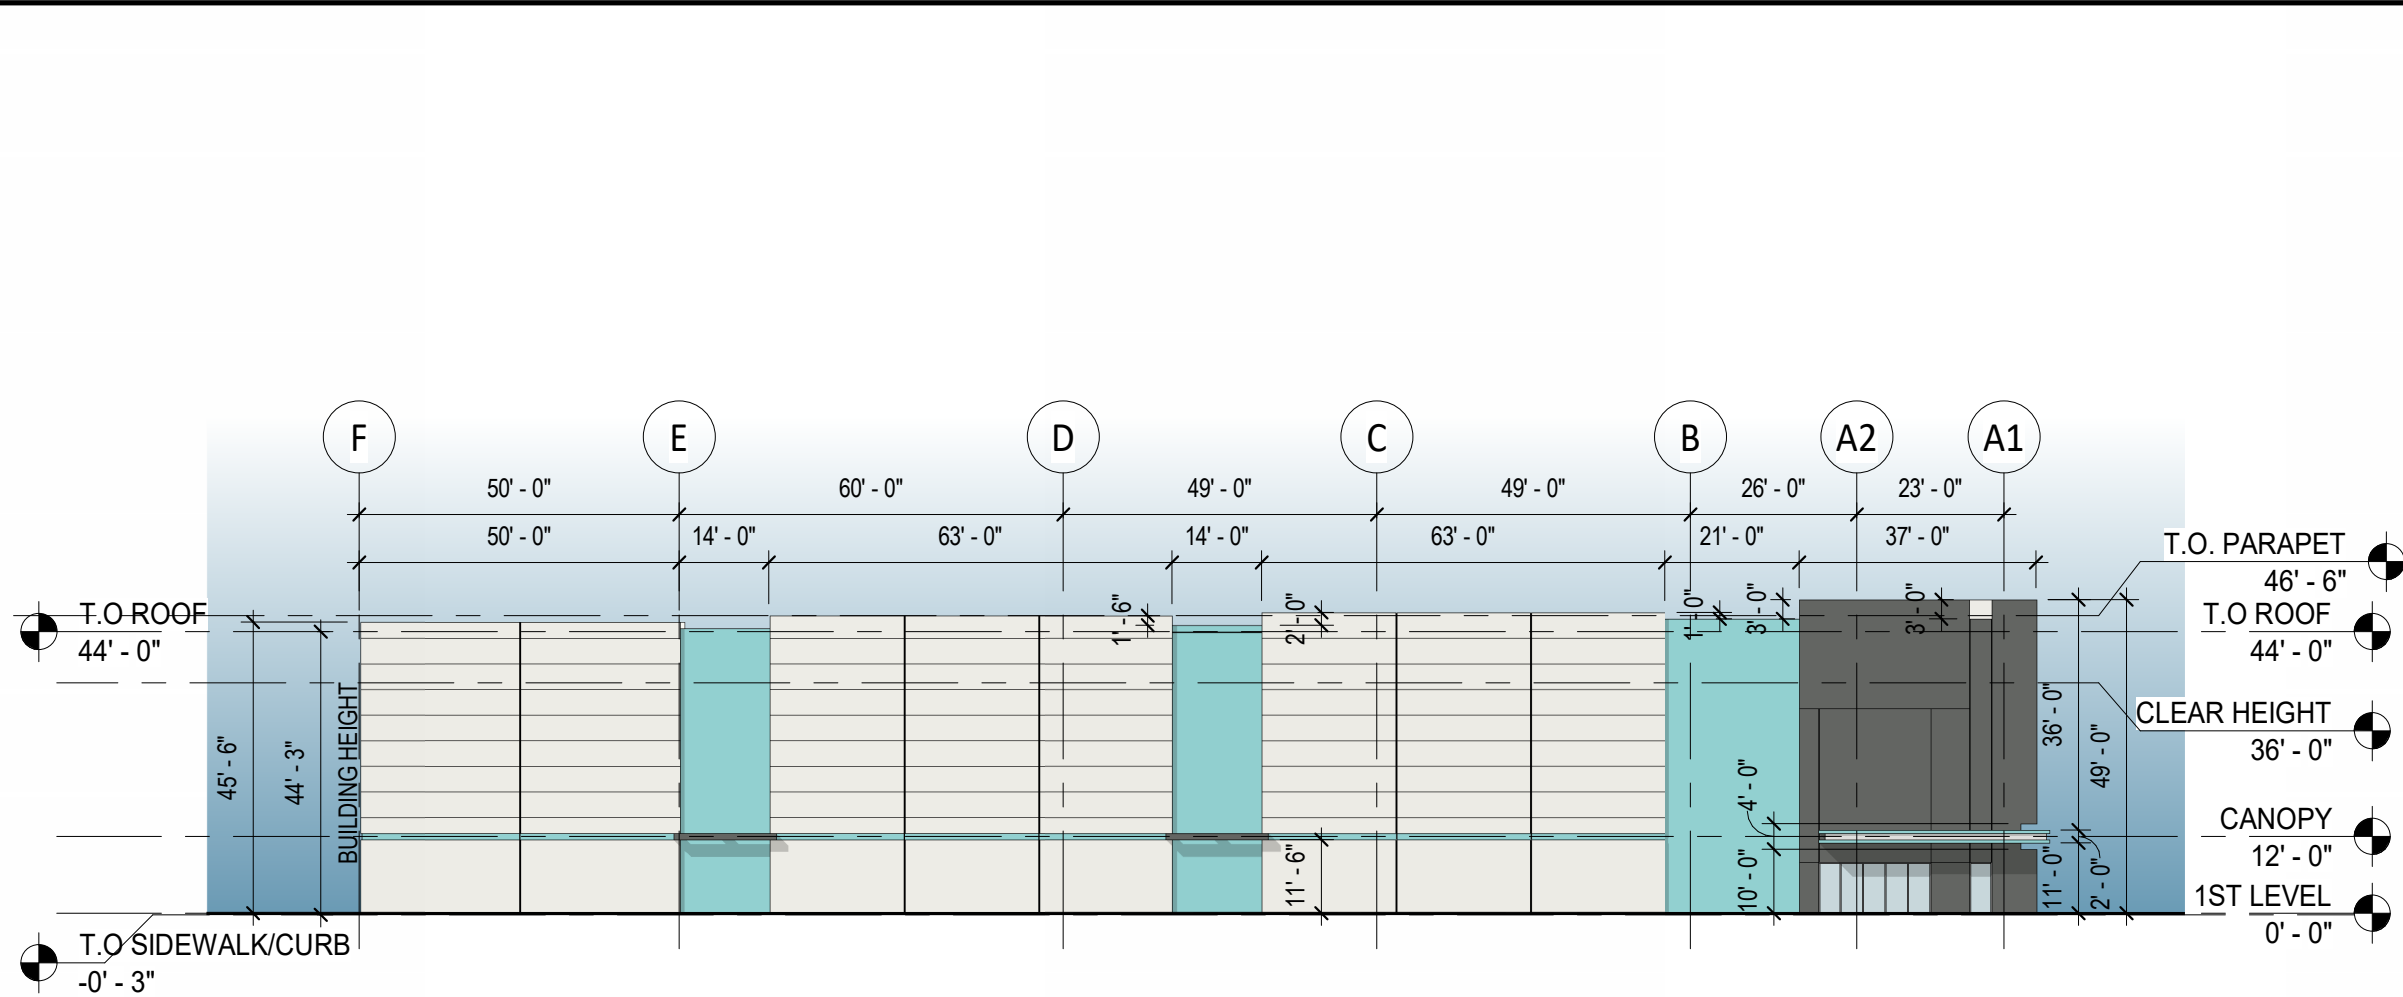 F E D C B A2 A1
50' - 0" 60' - 0" 49' - 0" 49' - 0" 26' - 0" 23' - 0"
50' - 0" 14' - 0" 63' - 0" 14' - 0" 63' - 0" 21' - 0" 37' - 0"
T.O. PARAPET
46' - 6"
T.O ROOF
44' - 0"
T.O ROOF
44' - 0"
1' - 6"
2' - 0"
1' - 0"
3' - 0"
3' - 0"
45' - 6"
44' - 3"
BUILDING HEIGHT
36' - 0"
49' - 0"
CLEAR HEIGHT
36' - 0"
4' - 0"
CANOPY
12' - 0"
11' - 6"
10' - 0"
11' - 0"
2' - 0"
1ST LEVEL
0' - 0"
T.O SIDEWALK/CURB
-0' - 3"